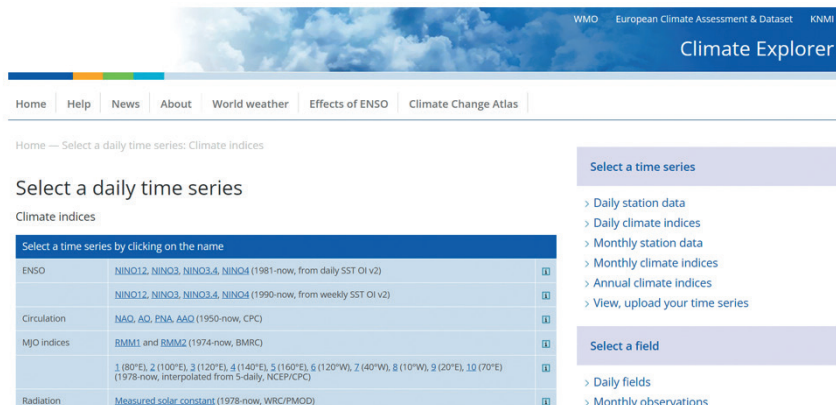 WMO European Climate Assessment & Dataset KNMI
Climate Explorer
Home Help News About World weather Effects of ENSO Climate Change Atlas
Home — Select a daily time series: Climate indices
Select a daily time series
Climate indices
Select a time series by clicking on the name
ENSO NINO12, NINO3, NINO3.4, NINO4 (1981-now, from daily SST OI v2) i
NINO12, NINO3, NINO3.4, NINO4 (1990-now, from weekly SST OI v2) i
Circulation NAO, AO, PNA, AAO (1950-now, CPC) i
MJO indices RMM1 and RMM2 (1974-now, BMRC) i
1 (80°E), 2 (100°E), 3 (120°E), 4 (140°E), 5 (160°E), 6 (120°W), 7 (40°W), 8 (10°W), 9 (20°E), 10 (70°E) i
(1978-now, interpolated from 5-daily, NCEP/CPC)
Radiation Measured solar constant (1978-now, WRC/PMOD) i
Select a time series
> Daily station data
> Daily climate indices
> Monthly station data
> Monthly climate indices
> Annual climate indices
> View, upload your time series
Select a field
> Daily fields
> Monthly observations